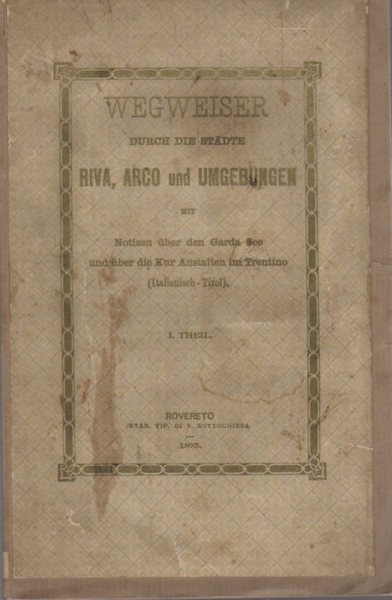 WEGWEISER
DURCH DIE STÄDTE
RIVA, ARCO und UMGEBUNGEN
MIT
Notizen über den Garda See
und über die Kur Anstalten im Trentino
(Italienisch-Tirol).
I. THEIL.
ROVERETO
STAB. TIP. DI V. SOTTOCHIESA
1875.